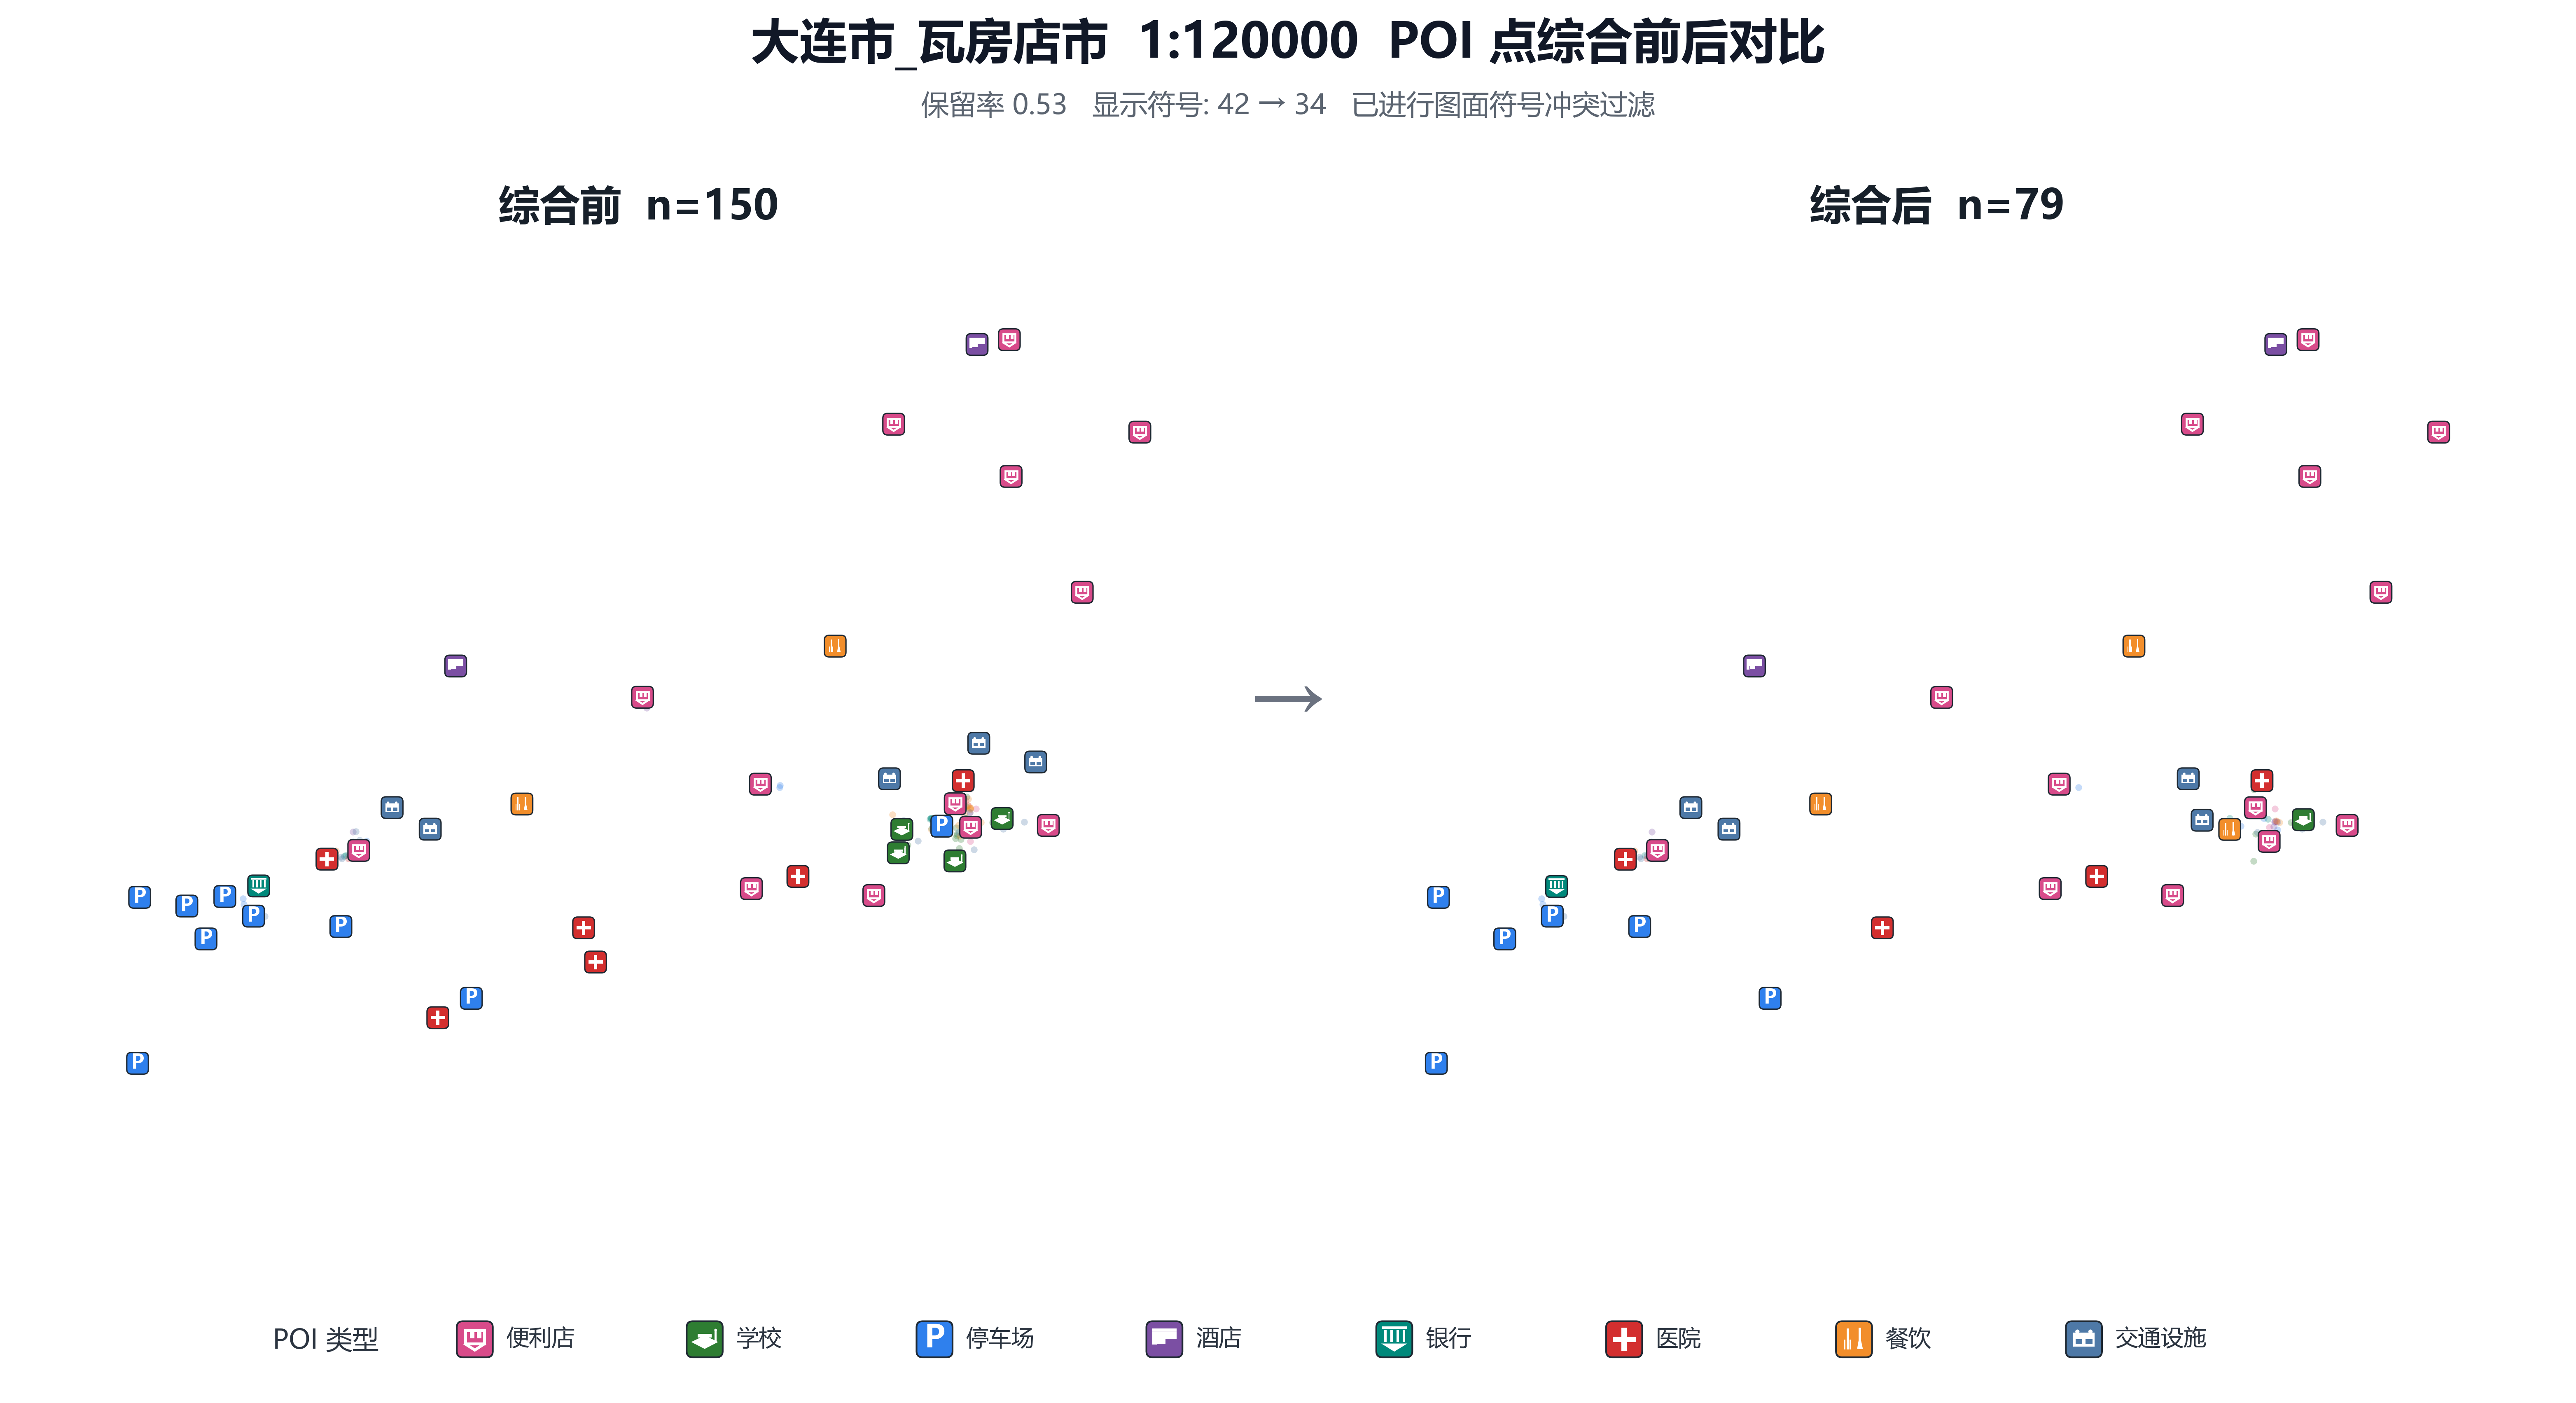 大连市_瓦房店市 1:120000 POI 点综合前后对比
保留率 0.53 显示符号: 42 → 34 已进行图面符号冲突过滤
综合前 n=150
综合后 n=79
→
POI 类型 便利店 学校 P 停车场 酒店 银行 医院 餐饮 交通设施